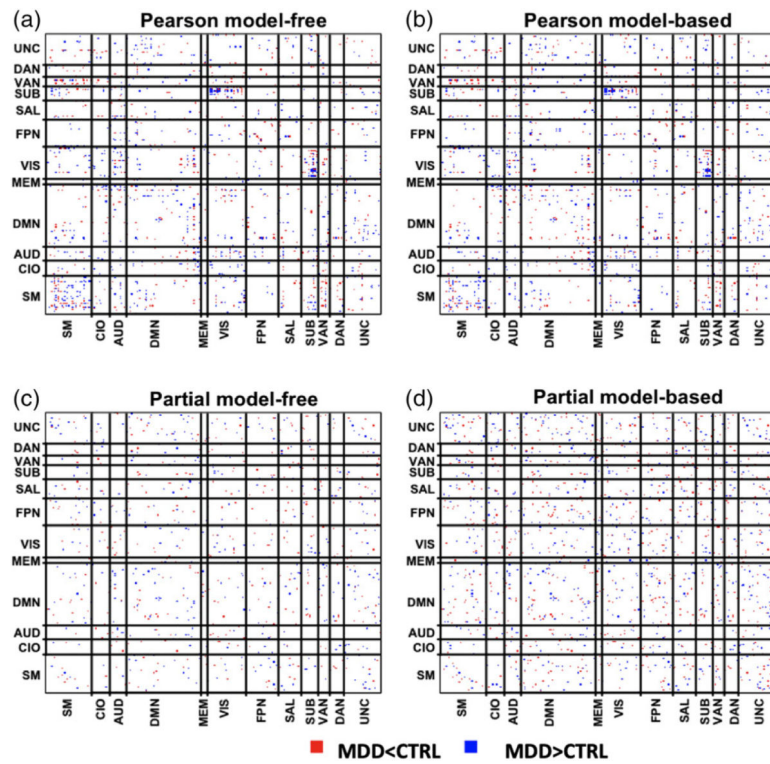 (a) Pearson model-free
UNC
DAN
VAN
SUB
SAL
FPN
VIS
MEM
DMN
AUD
CIO
SM
SM CIO AUD DMN MEM VIS FPN SAL SUB VAN DAN UNC
(b) Pearson model-based
UNC
DAN
VAN
SUB
SAL
FPN
VIS
MEM
DMN
AUD
CIO
SM
SM CIO AUD DMN MEM VIS FPN SAL SUB VAN DAN UNC
(c) Partial model-free
UNC
DAN
VAN
SUB
SAL
FPN
VIS
MEM
DMN
AUD
CIO
SM
SM CIO AUD DMN MEM VIS FPN SAL SUB VAN DAN UNC
(d) Partial model-based
UNC
DAN
VAN
SUB
SAL
FPN
VIS
MEM
DMN
AUD
CIO
SM
SM CIO AUD DMN MEM VIS FPN SAL SUB VAN DAN UNC
MDD<CTRL MDD>CTRL